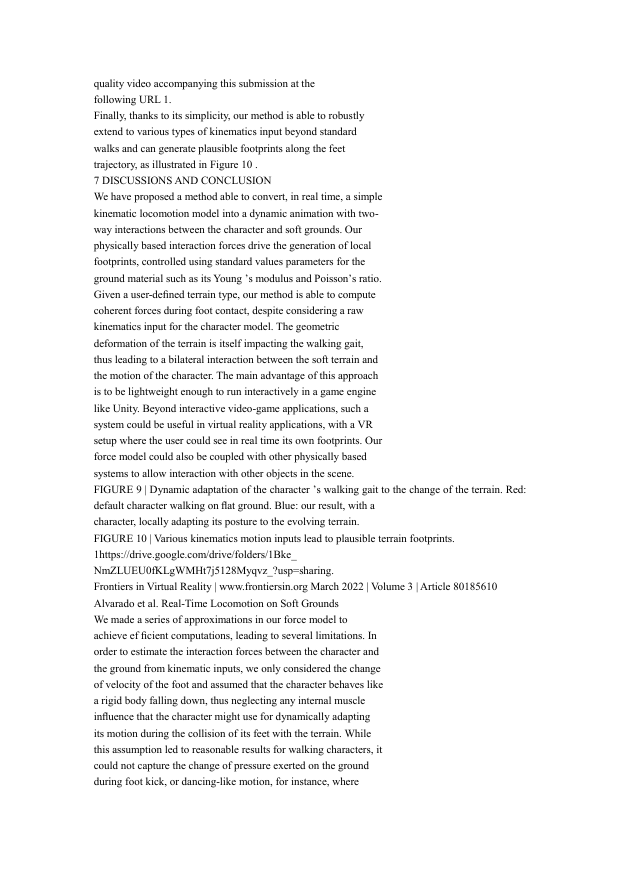 quality video accompanying this submission at the
following URL 1.
Finally, thanks to its simplicity, our method is able to robustly
extend to various types of kinematics input beyond standard
walks and can generate plausible footprints along the feet
trajectory, as illustrated in Figure 10 .
7 DISCUSSIONS AND CONCLUSION
We have proposed a method able to convert, in real time, a simple
kinematic locomotion model into a dynamic animation with two-
way interactions between the character and soft grounds. Our
physically based interaction forces drive the generation of local
footprints, controlled using standard values parameters for the
ground material such as its Young ’s modulus and Poisson’s ratio.
Given a user-defined terrain type, our method is able to compute
coherent forces during foot contact, despite considering a raw
kinematics input for the character model. The geometric
deformation of the terrain is itself impacting the walking gait,
thus leading to a bilateral interaction between the soft terrain and
the motion of the character. The main advantage of this approach
is to be lightweight enough to run interactively in a game engine
like Unity. Beyond interactive video-game applications, such a
system could be useful in virtual reality applications, with a VR
setup where the user could see in real time its own footprints. Our
force model could also be coupled with other physically based
systems to allow interaction with other objects in the scene.
FIGURE 9 | Dynamic adaptation of the character ’s walking gait to the change of the terrain. Red:
default character walking on flat ground. Blue: our result, with a
character, locally adapting its posture to the evolving terrain.
FIGURE 10 | Various kinematics motion inputs lead to plausible terrain footprints.
1https://drive.google.com/drive/folders/1Bke_
NmZLUEU0fKLgWMHt7j5128Myqvz_?usp=sharing.
Frontiers in Virtual Reality | www.frontiersin.org March 2022 | Volume 3 | Article 80185610
Alvarado et al. Real-Time Locomotion on Soft Grounds
We made a series of approximations in our force model to
achieve ef ficient computations, leading to several limitations. In
order to estimate the interaction forces between the character and
the ground from kinematic inputs, we only considered the change
of velocity of the foot and assumed that the character behaves like
a rigid body falling down, thus neglecting any internal muscle
influence that the character might use for dynamically adapting
its motion during the collision of its feet with the terrain. While
this assumption led to reasonable results for walking characters, it
could not capture the change of pressure exerted on the ground
during foot kick, or dancing-like motion, for instance, where